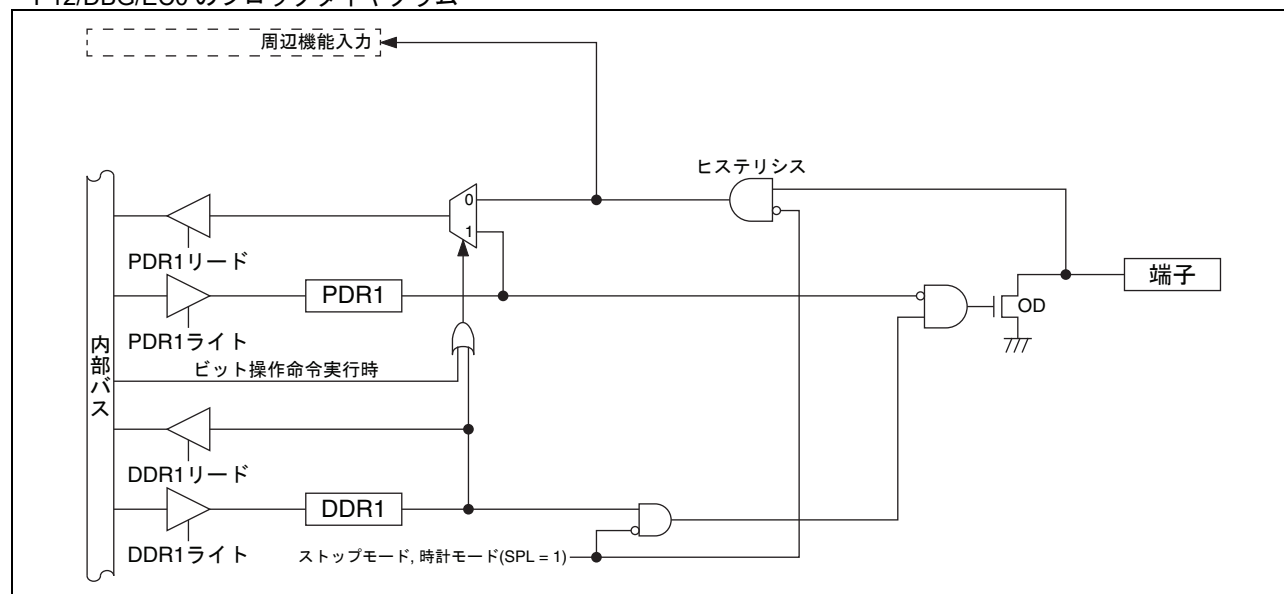 周辺機能入力
ヒステリシス
0
1
PDR1リード
PDR1
端子
OD
PDR1ライト
内部バス
ビット操作命令実行時
DDR1リード
DDR1
DDR1ライト
ストップモード, 時計モード(SPL = 1)